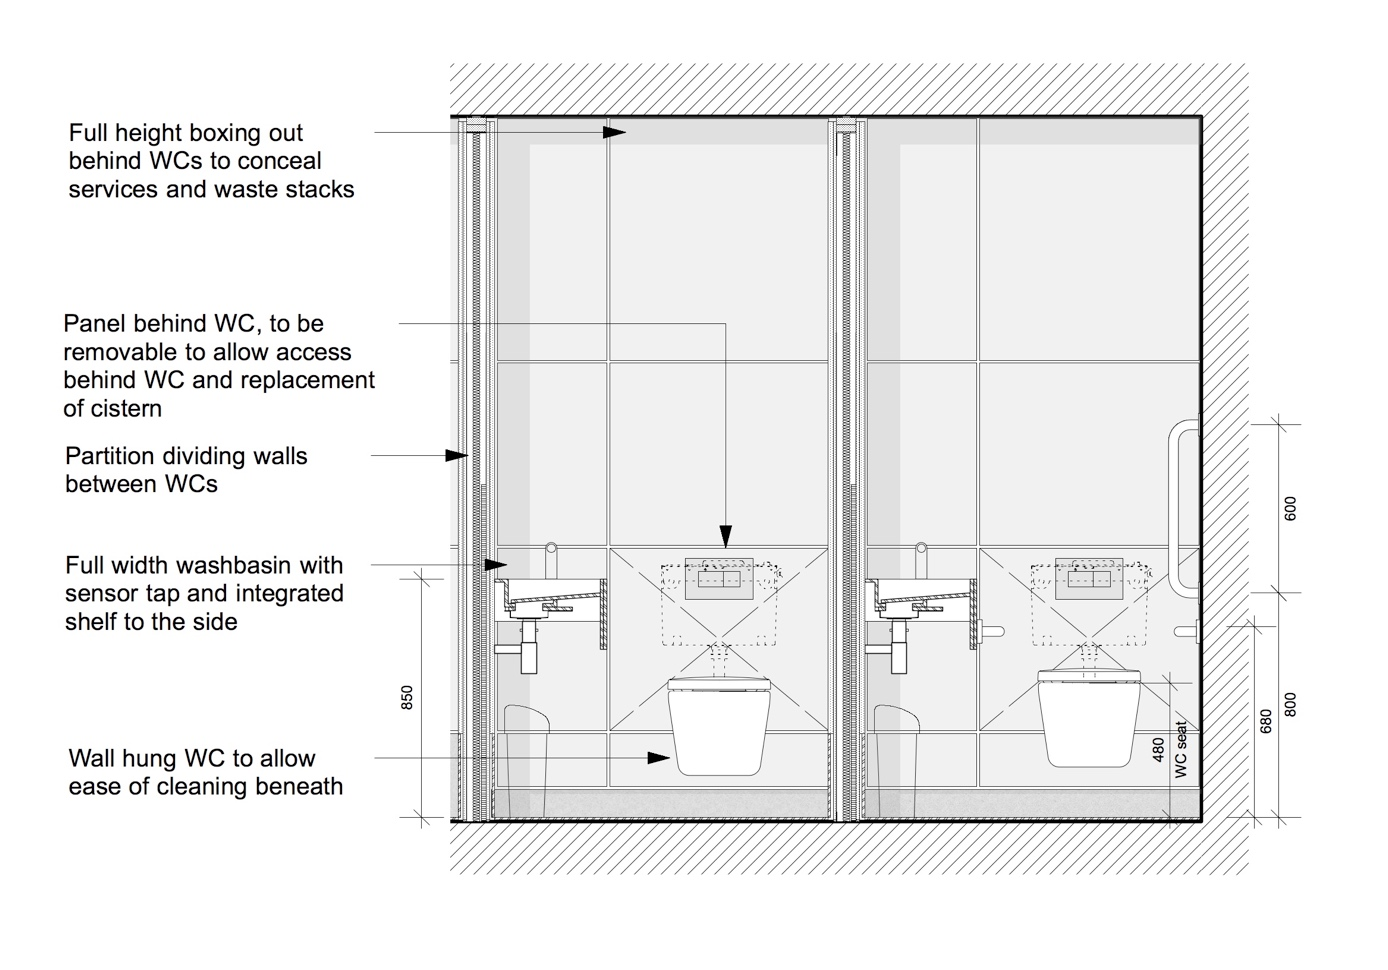 Full height boxing out
behind WCs to conceal
services and waste stacks
Panel behind WC, to be
removable to allow access
behind WC and replacement
of cistern
Partition dividing walls
between WCs
Full width washbasin with
sensor tap and integrated
shelf to the side
Wall hung WC to allow
ease of cleaning beneath
850
480
WC seat
680
800
600